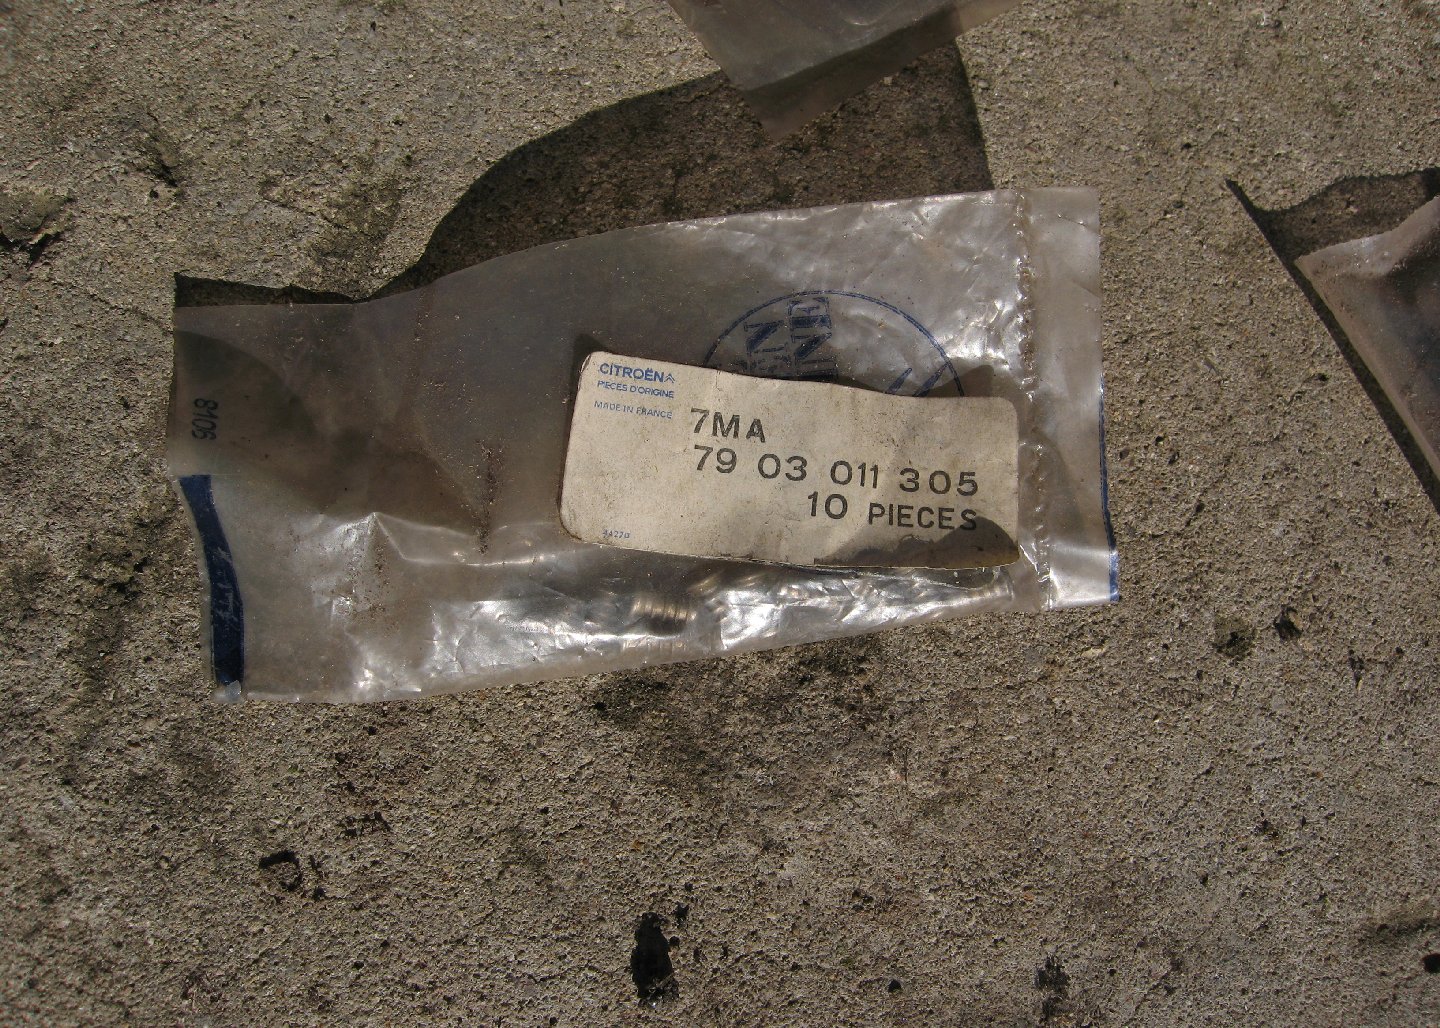 CITROËN
PIECES D'ORIGINE
MADE IN FRANCE
7MA
79 03 011 305
10 PIECES
8106